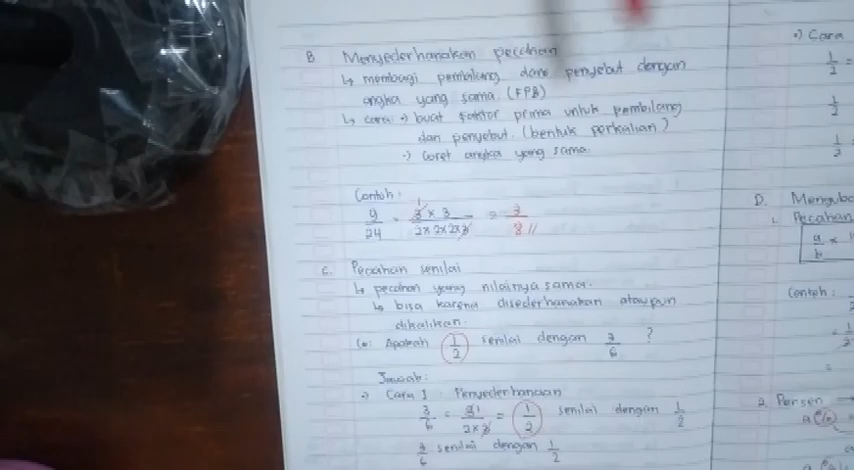 B Menyederhanakan pecahan
↳ membagi pembilang dan penyebut dengan
angka yang sama. (FPB)
↳ cara: → buat faktor prima untuk pembilang
dan penyebut. (bentuk perkalian)
→ coret angka yang sama.
Contoh:
9/24 = 3 × 3 / 2 × 2 × 2 × 3 = 3/8 //
C. Pecahan senilai
↳ pecahan yang nilainya sama.
↳ bisa karena disederhanakan ataupun
dikalikan.
Co: Apakah 1/2 senilai dengan 3/6 ?
Jawab:
→ Cara 1 : Penyederhanaan
3/6 = 3 1 / 2 × 3 = 1/2 senilai dengan 1/2
3/6 senilai dengan 1/2
→) Cara
1/2 =
1/2
1/2
D. Mengub
1. Pecahan
a/b ×
Contoh:
= 1/2
=
2. Persen →